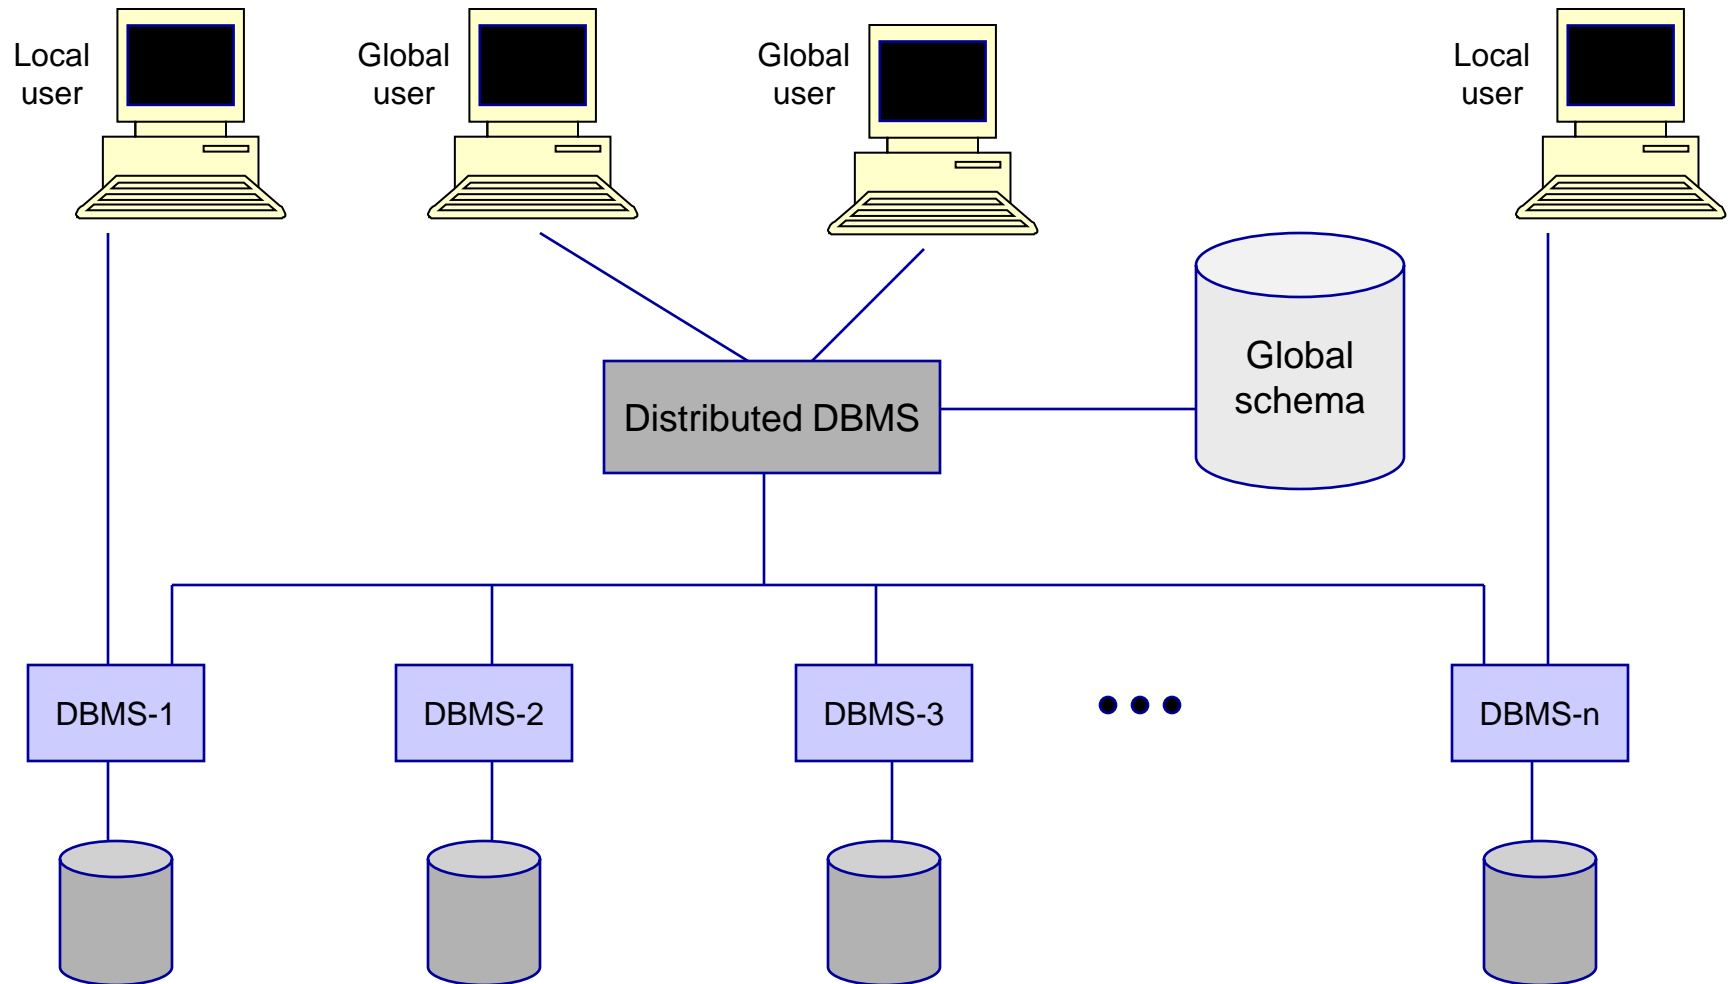 Local
user
Global
user
Global
user
Local
user
Global
schema
Distributed DBMS
DBMS-1
DBMS-2
DBMS-3
DBMS-n